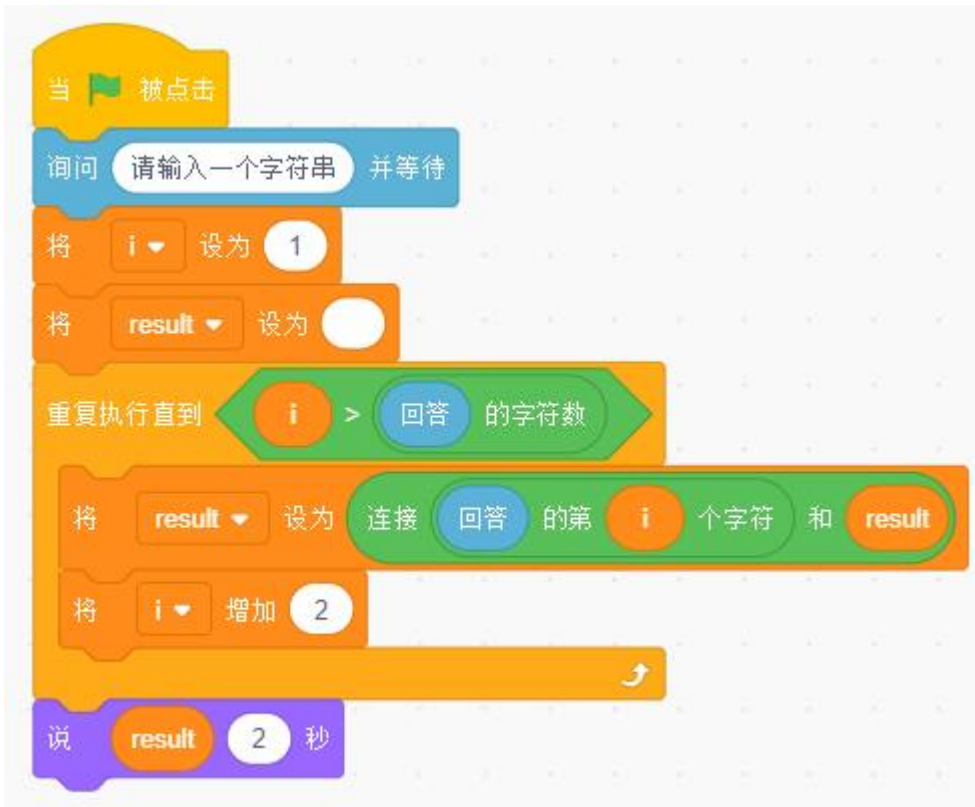 当 被点击
询问 请输入一个字符串 并等待
将 i 设为 1
将 result 设为
重复执行直到 i > 回答 的字符数
将 result 设为 连接 回答 的第 i 个字符 和 result
将 i 增加 2
说 result 2 秒